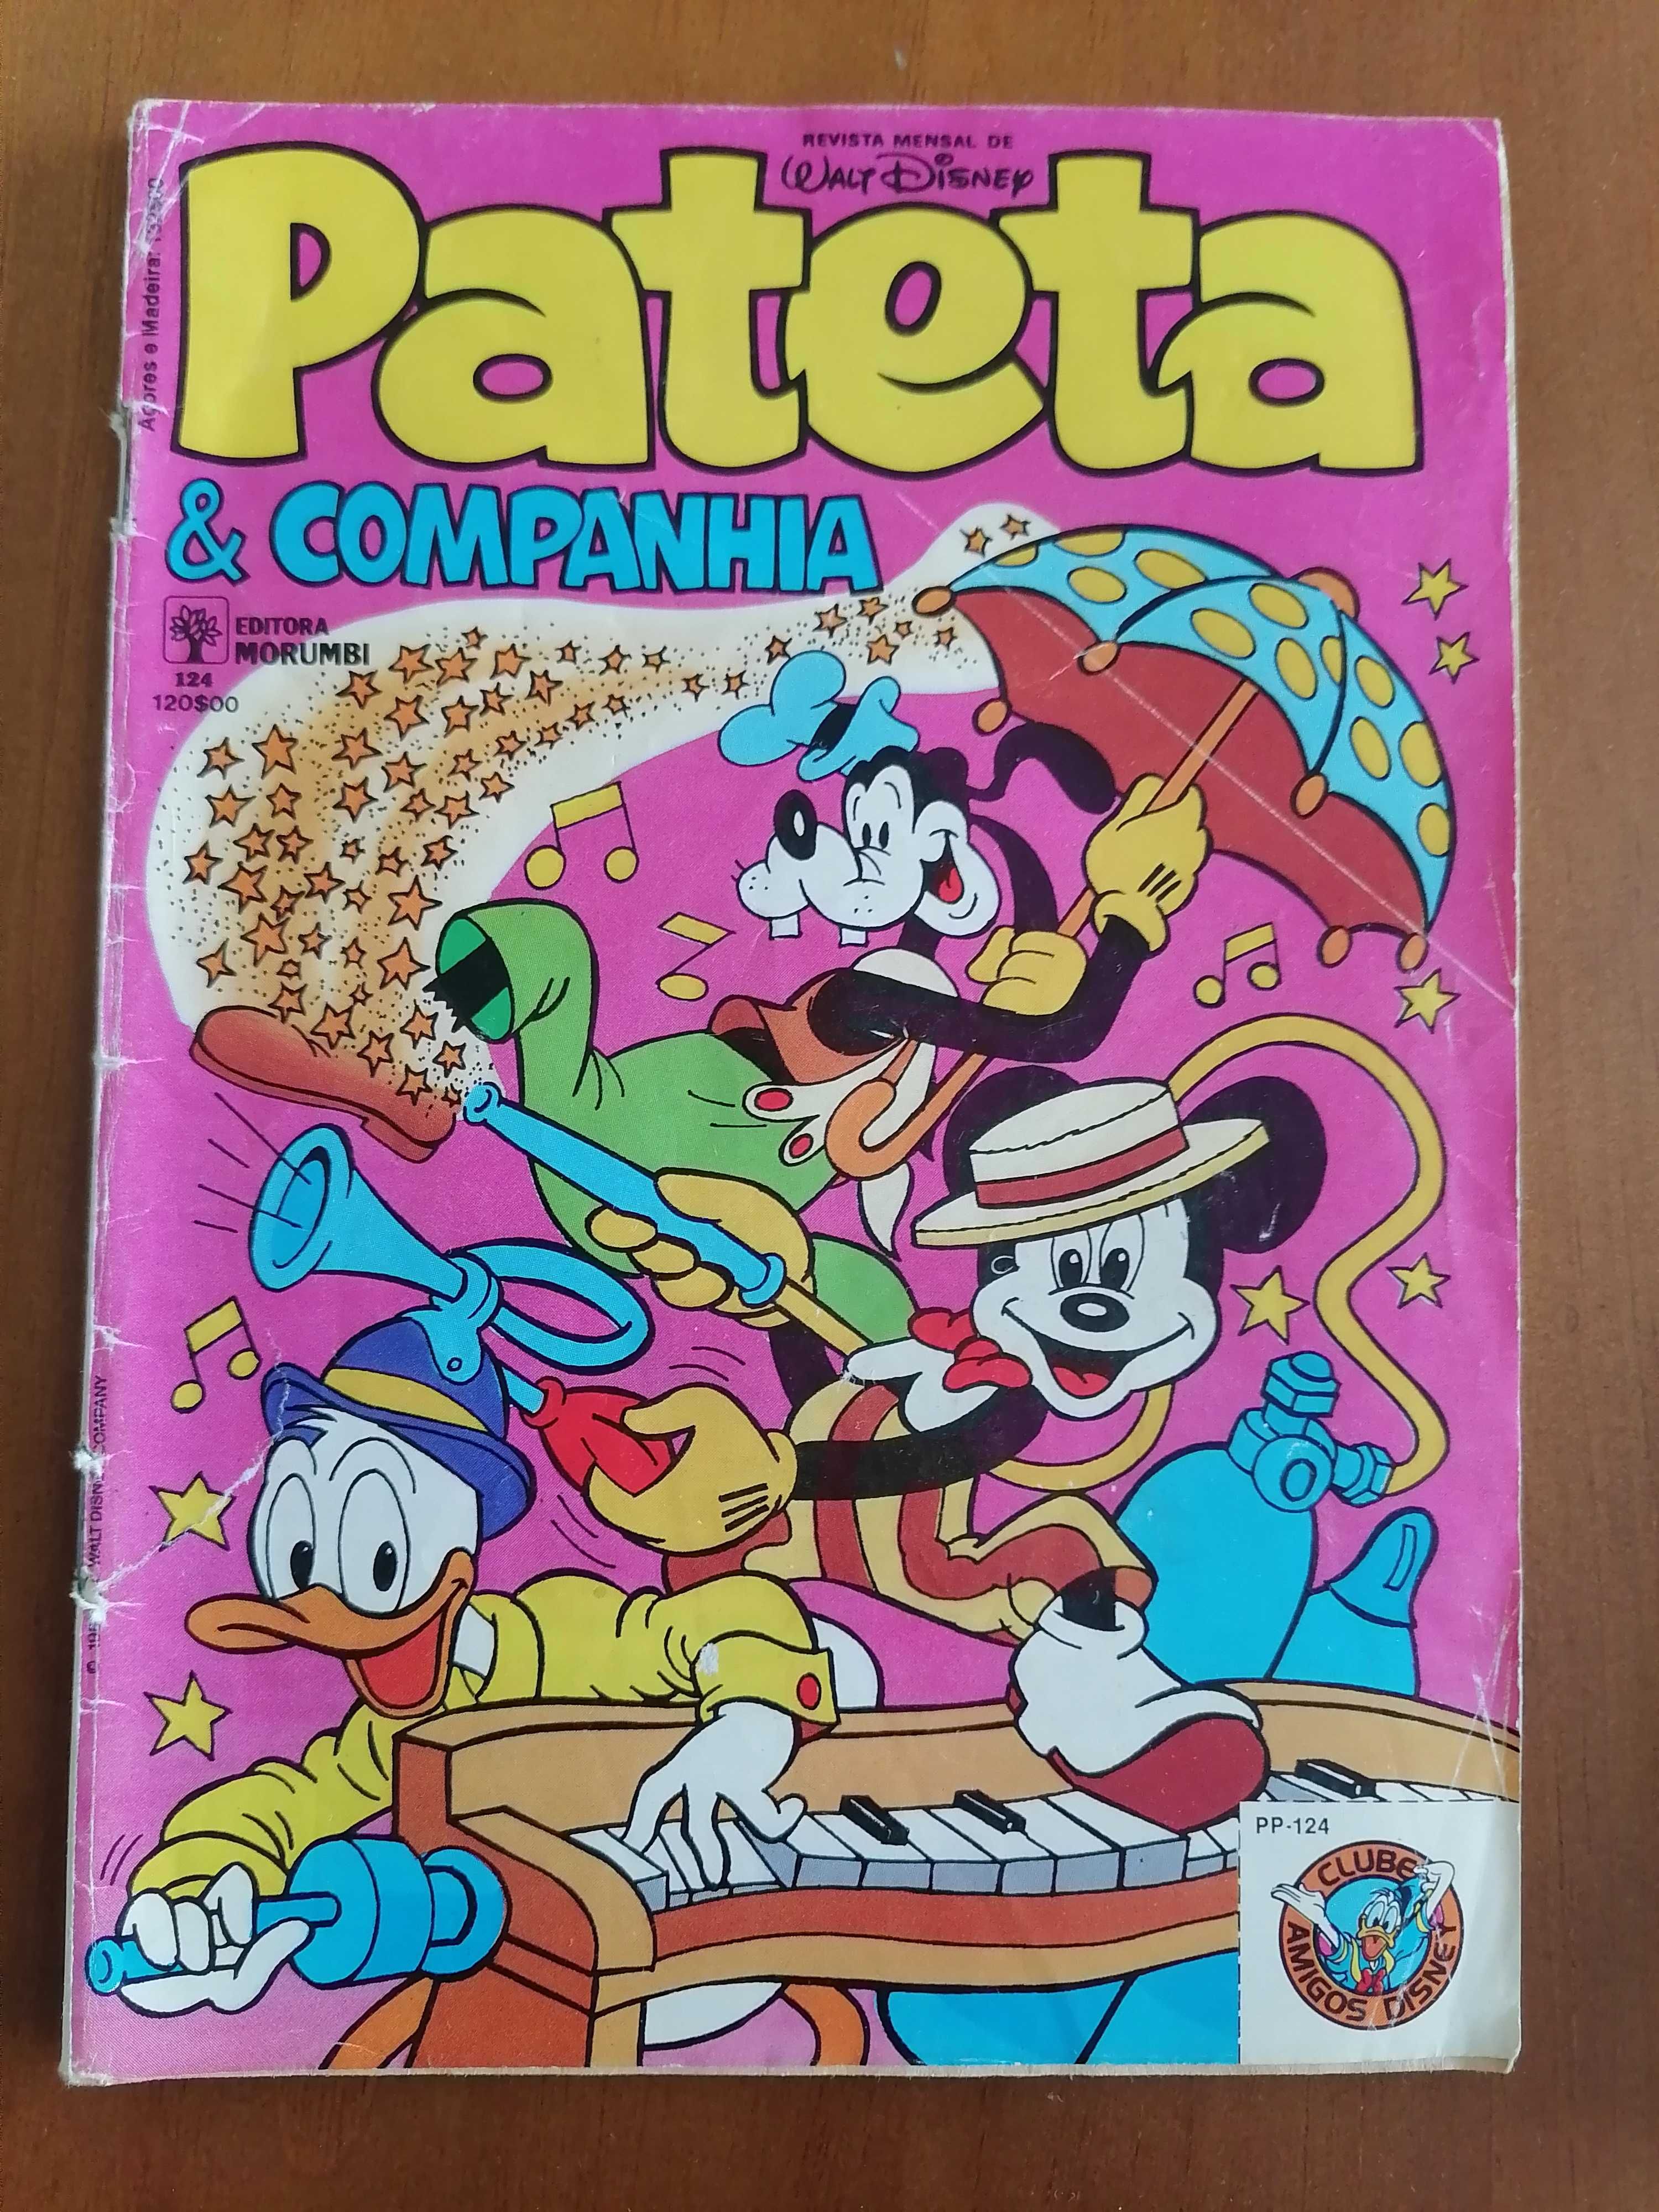 REVISTA MENSAL DE
WALT DISNEY
Pateta
& COMPANHIA
EDITORA
MORUMBI
124
120$00
Açores e Madeira:
WALT DISNEY COMPANY
PP-124
CLUBE
AMIGOS DISNEY